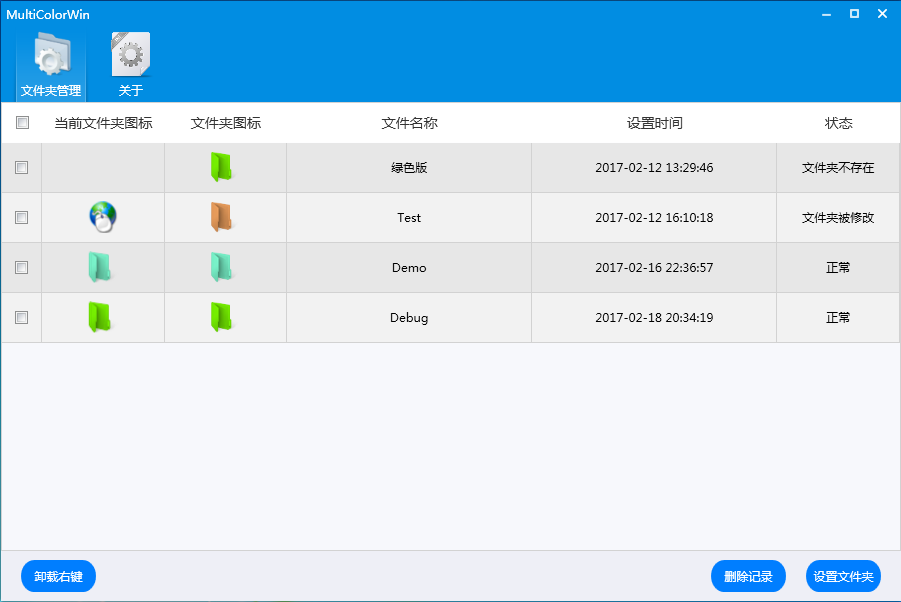 MultiColorWin
文件夹管理 关于
当前文件夹图标 文件夹图标 文件名称 设置时间 状态
绿色版 2017-02-12 13:29:46 文件夹不存在
Test 2017-02-12 16:10:18 文件夹被修改
Demo 2017-02-16 22:36:57 正常
Debug 2017-02-18 20:34:19 正常
卸载右键 删除记录 设置文件夹